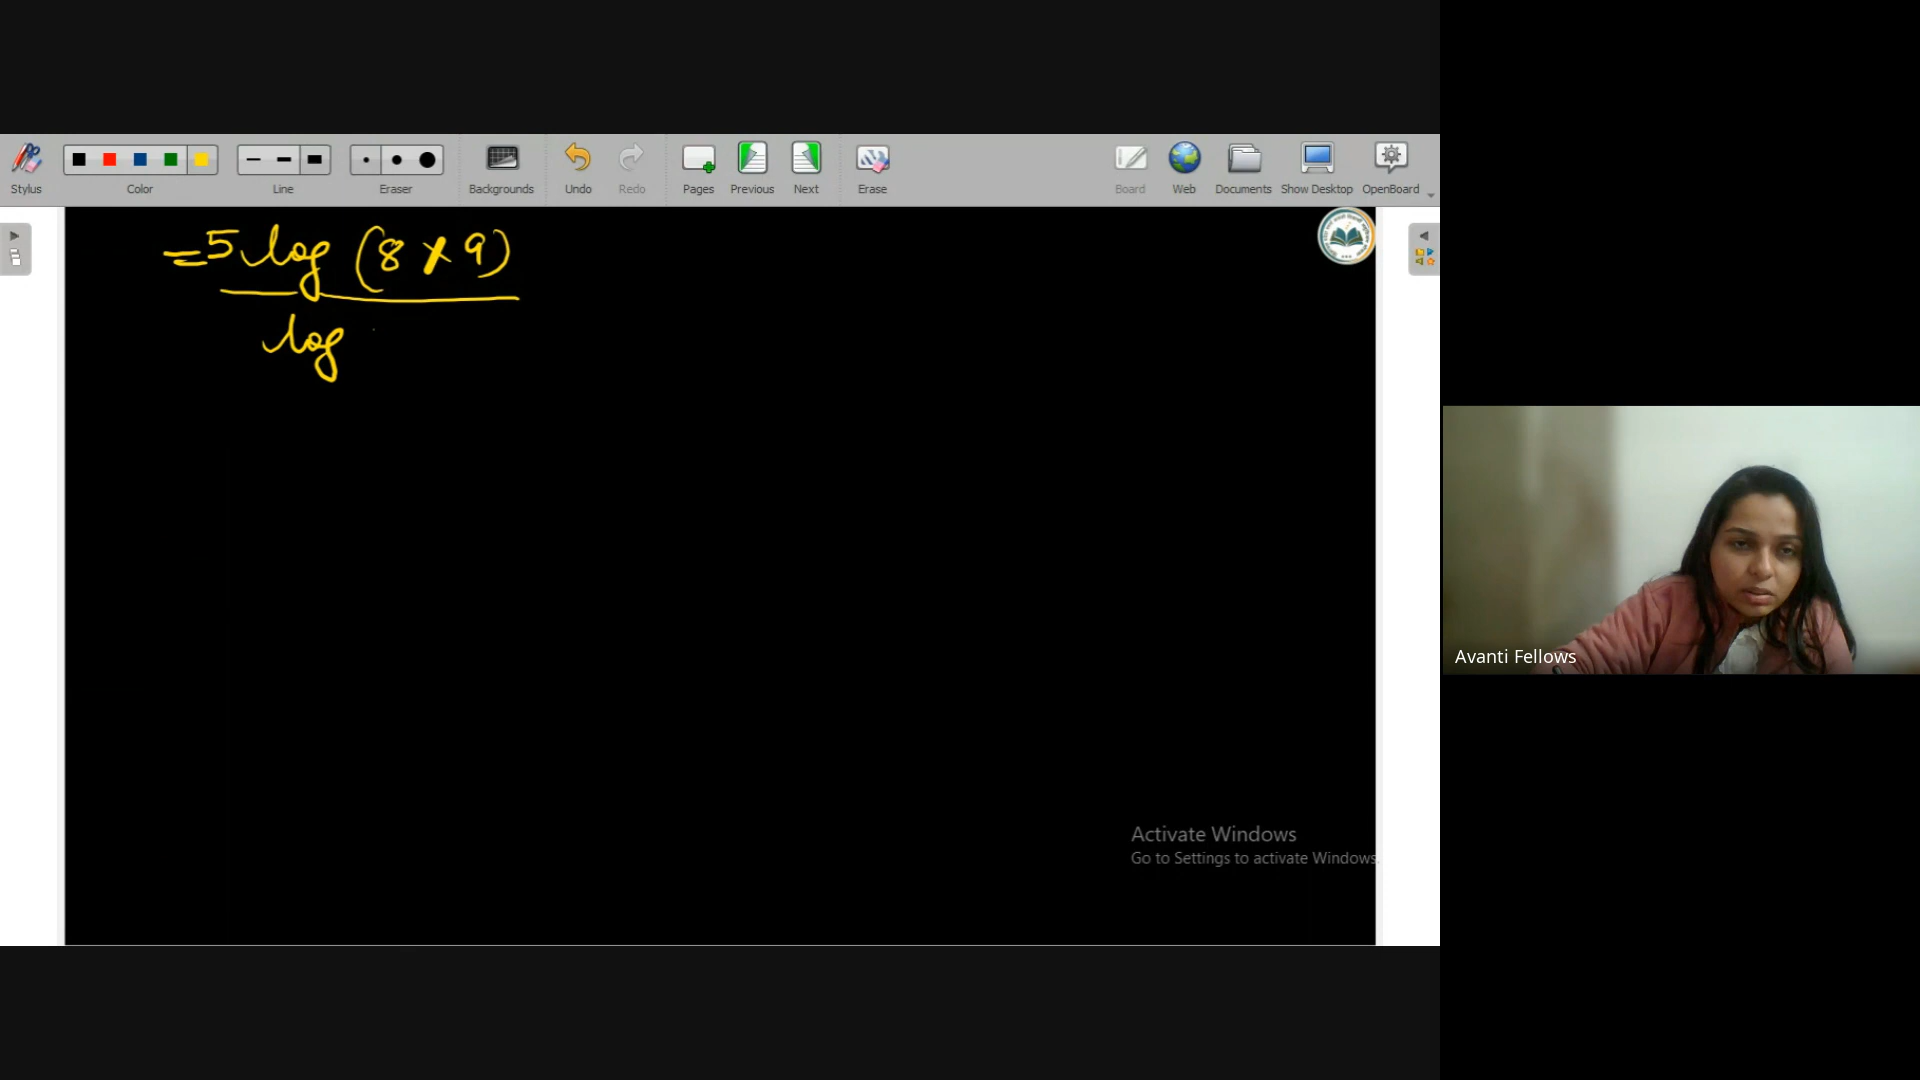 Stylus Color Line Eraser Backgrounds Undo Redo Pages Previous Next Erase Board Web Documents Show Desktop OpenBoard
=5 log (8 × 9)
log
Avanti Fellows
Activate Windows
Go to Settings to activate Windows.